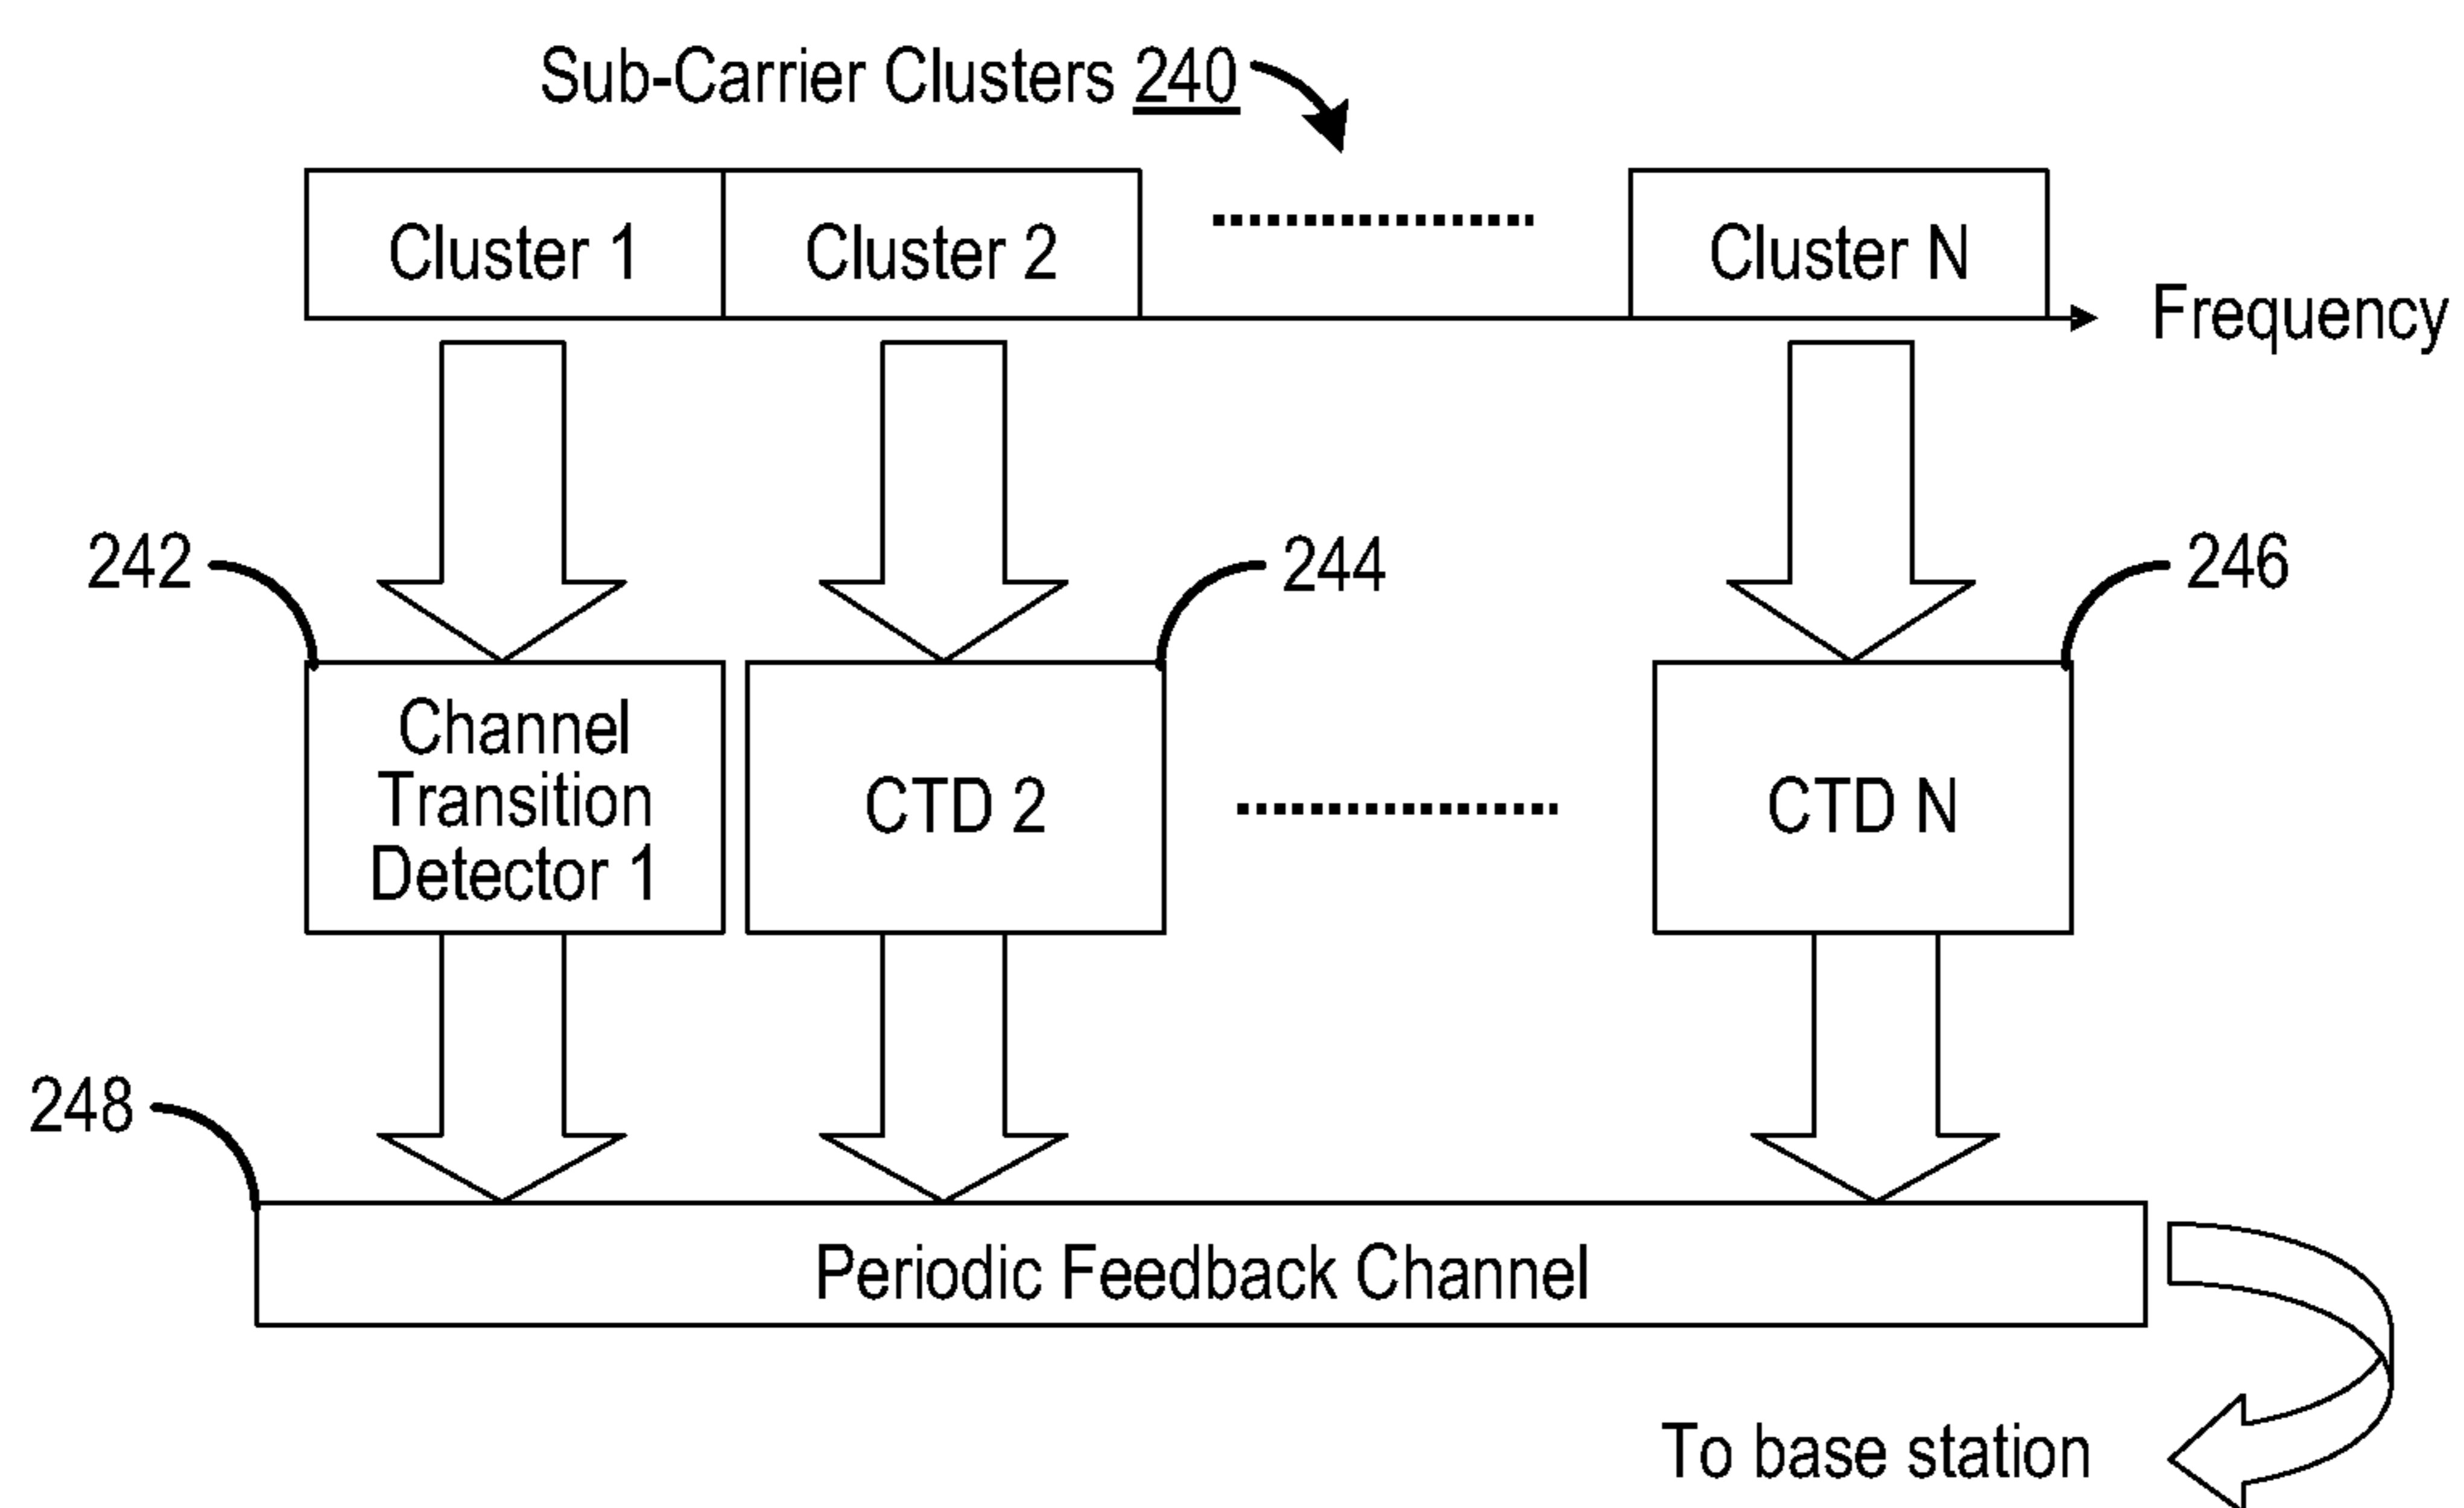 Sub-Carrier Clusters 240
Cluster 1
Cluster 2
Cluster N
Frequency
242
244
246
Channel
Transition
Detector 1
CTD 2
CTD N
248
Periodic Feedback Channel
To base station